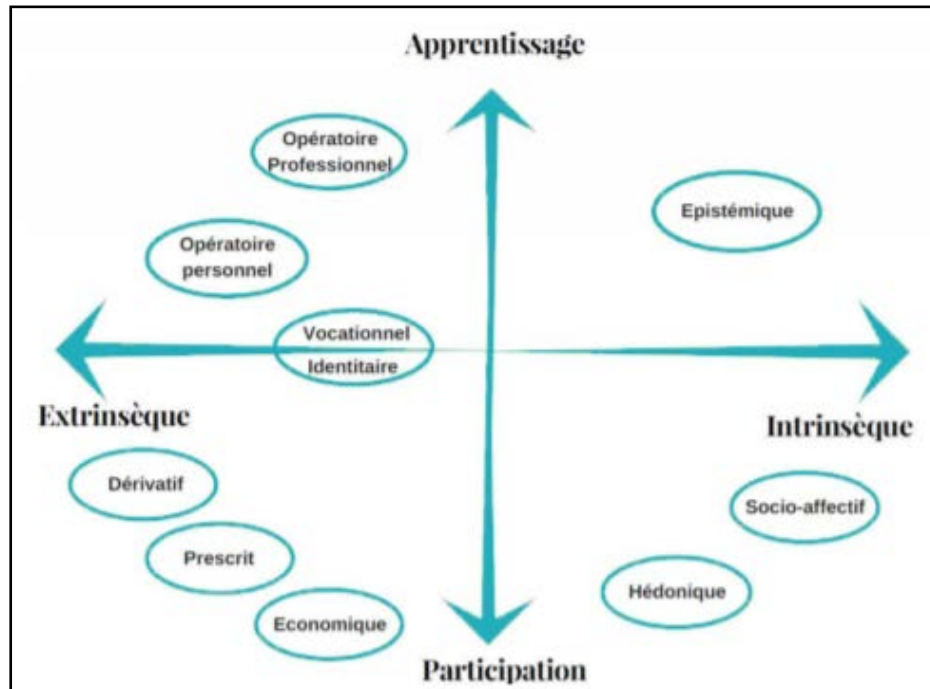 Apprentissage
Opératoire
Professionnel
Epistémique
Opératoire
personnel
Vocationnel
Identitaire
Extrinsèque
Intrinsèque
Dérivatif
Socio-affectif
Prescrit
Hédonique
Economique
Participation